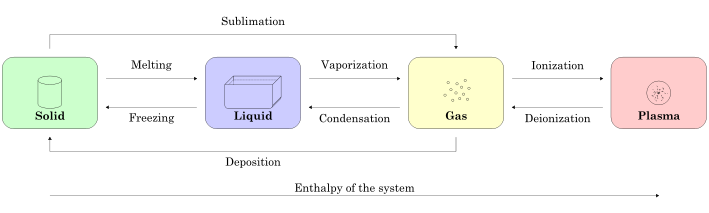 Sublimation
Melting
Vaporization
Ionization
Solid
Liquid
Gas
Plasma
Freezing
Condensation
Deionization
Deposition
Enthalpy of the system